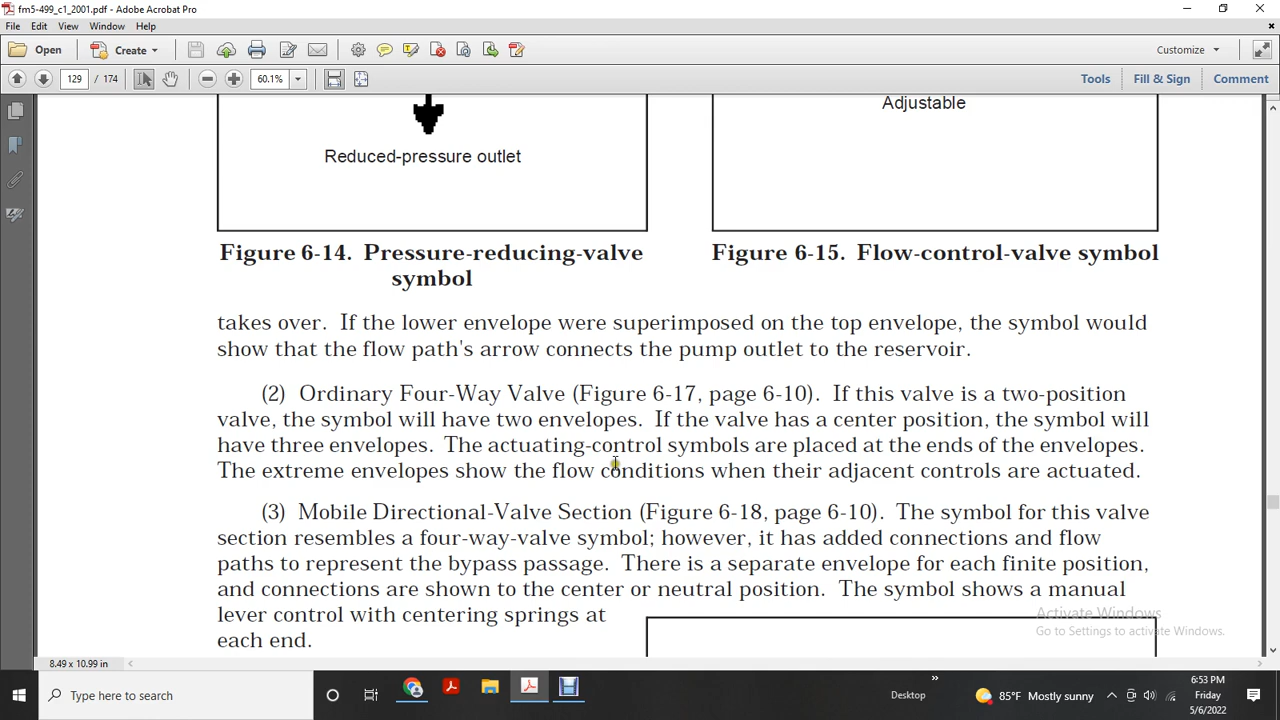 fm5-499_c1_2001.pdf - Adobe Acrobat Pro
File Edit View Window Help
Open Create Customize
129 / 174 60.1% Tools Fill & Sign Comment
Reduced-pressure outlet
Adjustable
Figure 6-14. Pressure-reducing-valve
symbol
Figure 6-15. Flow-control-valve symbol
takes over. If the lower envelope were superimposed on the top envelope, the symbol would
show that the flow path's arrow connects the pump outlet to the reservoir.
(2) Ordinary Four-Way Valve (Figure 6-17, page 6-10). If this valve is a two-position
valve, the symbol will have two envelopes. If the valve has a center position, the symbol will
have three envelopes. The actuating-control symbols are placed at the ends of the envelopes.
The extreme envelopes show the flow conditions when their adjacent controls are actuated.
(3) Mobile Directional-Valve Section (Figure 6-18, page 6-10). The symbol for this valve
section resembles a four-way-valve symbol; however, it has added connections and flow
paths to represent the bypass passage. There is a separate envelope for each finite position,
and connections are shown to the center or neutral position. The symbol shows a manual
lever control with centering springs at
each end.
Activate Windows
Go to Settings to activate Windows.
8.49 x 10.99 in
Type here to search
Desktop
85°F Mostly sunny
6:53 PM
Friday
5/6/2022